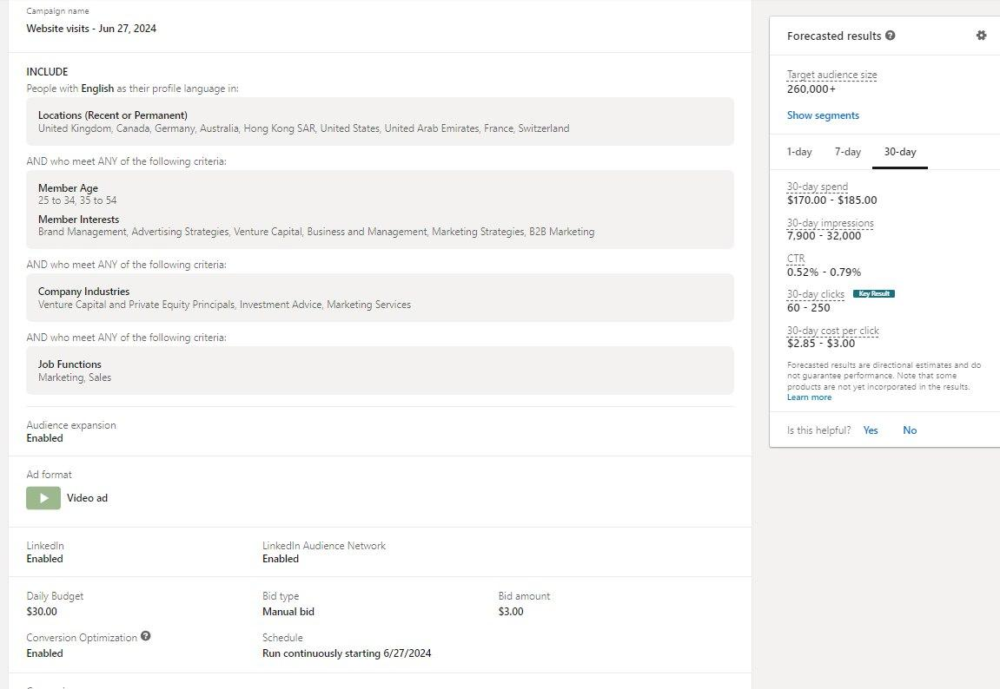 Campaign name
Website visits - Jun 27, 2024
INCLUDE
People with English as their profile language in:
Locations (Recent or Permanent)
United Kingdom, Canada, Germany, Australia, Hong Kong SAR, United States, United Arab Emirates, France, Switzerland
AND who meet ANY of the following criteria:
Member Age
25 to 34, 35 to 54
Member Interests
Brand Management, Advertising Strategies, Venture Capital, Business and Management, Marketing Strategies, B2B Marketing
AND who meet ANY of the following criteria:
Company Industries
Venture Capital and Private Equity Principals, Investment Advice, Marketing Services
AND who meet ANY of the following criteria:
Job Functions
Marketing, Sales
Audience expansion
Enabled
Ad format
Video ad
LinkedIn
Enabled
LinkedIn Audience Network
Enabled
Daily Budget
$30.00
Bid type
Manual bid
Bid amount
$3.00
Conversion Optimization
Enabled
Schedule
Run continuously starting 6/27/2024
Forecasted results
Target audience size
260,000+
Show segments
1-day 7-day 30-day
30-day spend
$170.00 - $185.00
30-day impressions
7,900 - 32,000
CTR
0.52% - 0.79%
30-day clicks Key Result
60 - 250
30-day cost per click
$2.85 - $3.00
Forecasted results are directional estimates and do
not guarantee performance. Note that some
products are not yet incorporated in the results.
Learn more
Is this helpful? Yes No